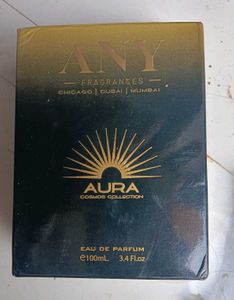 ANY
FRAGRANCES
CHICAGO | DUBAI | MUMBAI
AURA
COSMOS COLLECTION
EAU DE PARFUM
℮100mL 3.4 Fl.oz